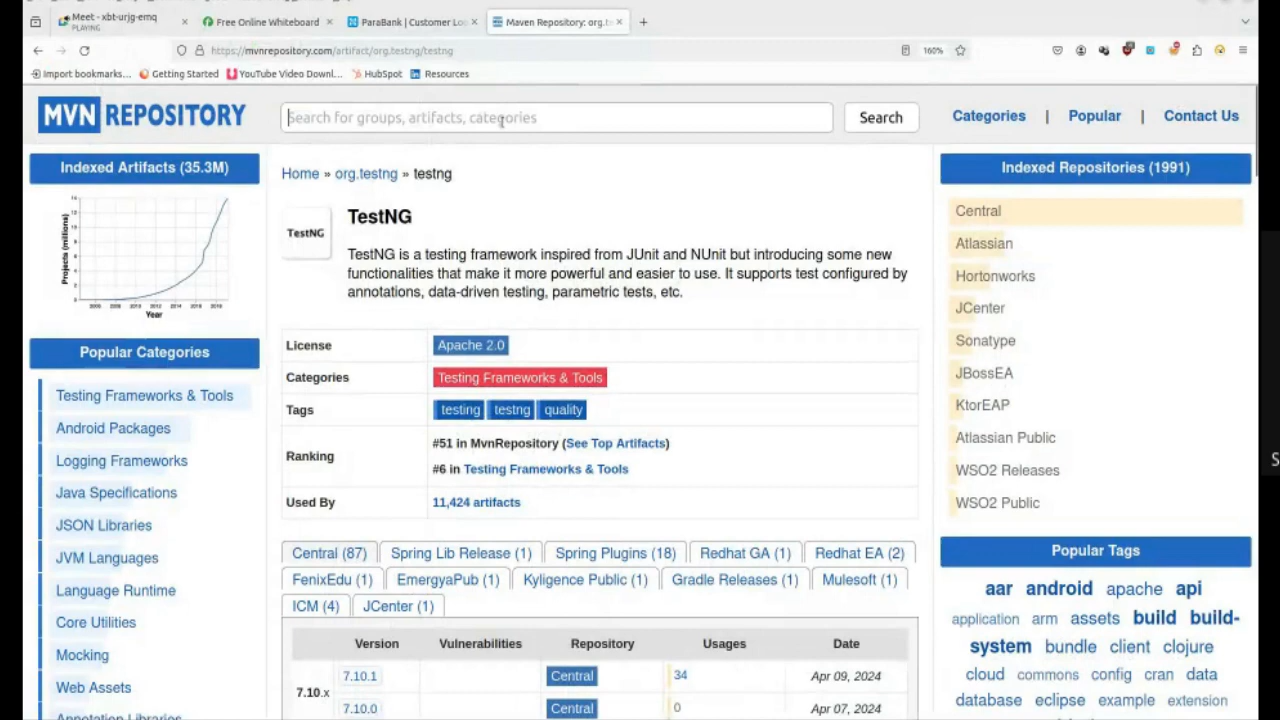 Meet - xbt-urjg-emq
PLAYING
Free Online Whiteboard
ParaBank | Customer Lo
Maven Repository: org.t
https://mvnrepository.com/artifact/org.testng/testng
160%
Import bookmarks...
Getting Started
YouTube Video Downl...
HubSpot
Resources
MVN REPOSITORY
Search for groups, artifacts, categories
Search
Categories | Popular | Contact Us
Indexed Artifacts (35.3M)
Projects (millions)
Year
Popular Categories
Testing Frameworks & Tools
Android Packages
Logging Frameworks
Java Specifications
JSON Libraries
JVM Languages
Language Runtime
Core Utilities
Mocking
Web Assets
Annotation Libraries
Home » org.testng » testng
TestNG
TestNG
TestNG is a testing framework inspired from JUnit and NUnit but introducing some new
functionalities that make it more powerful and easier to use. It supports test configured by
annotations, data-driven testing, parametric tests, etc.
License Apache 2.0
Categories Testing Frameworks & Tools
Tags testing testng quality
Ranking
#51 in MvnRepository (See Top Artifacts)
#6 in Testing Frameworks & Tools
Used By 11,424 artifacts
Central (87) Spring Lib Release (1) Spring Plugins (18) Redhat GA (1) Redhat EA (2)
FenixEdu (1) EmergyaPub (1) Kyligence Public (1) Gradle Releases (1) Mulesoft (1)
ICM (4) JCenter (1)
Version Vulnerabilities Repository Usages Date
7.10.x
7.10.1 Central 34 Apr 09, 2024
7.10.0 Central 0 Apr 07, 2024
Indexed Repositories (1991)
Central
Atlassian
Hortonworks
JCenter
Sonatype
JBossEA
KtorEAP
Atlassian Public
WSO2 Releases
WSO2 Public
Popular Tags
aar android apache api
application arm assets build build-
system bundle client clojure
cloud commons config cran data
database eclipse example extension
S